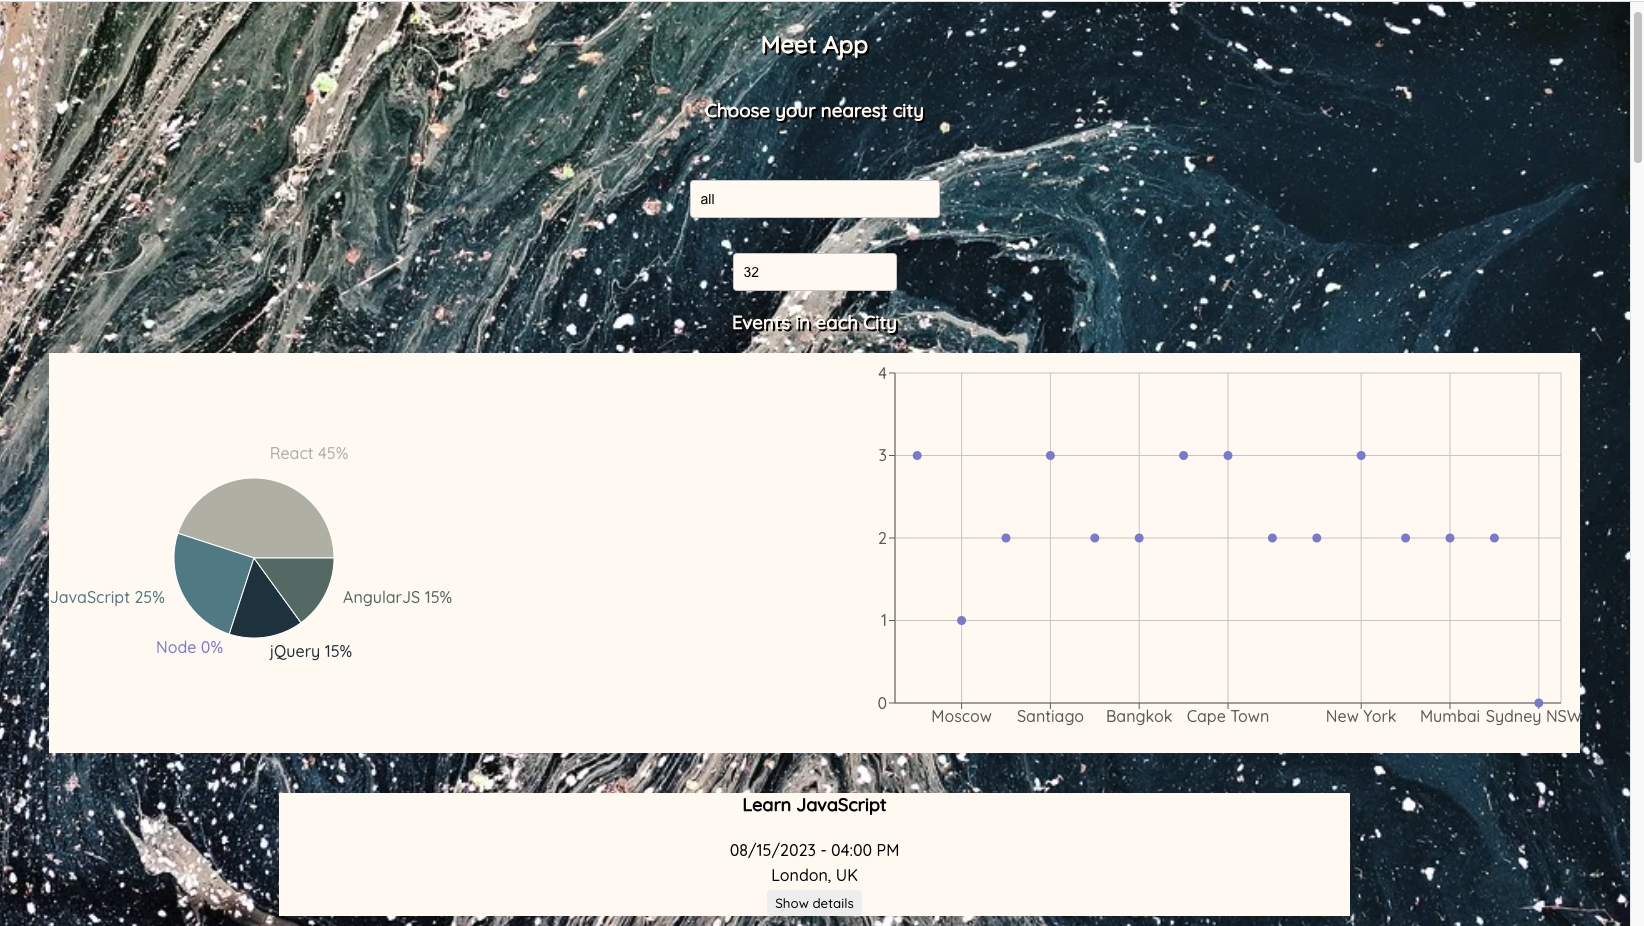 Meet App
Choose your nearest city
all
32
Events in each City
React 45%
JavaScript 25%
AngularJS 15%
Node 0%
jQuery 15%
4
3
2
1
0
Moscow Santiago Bangkok Cape Town New York Mumbai Sydney NSW
Learn JavaScript
08/15/2023 - 04:00 PM
London, UK
Show details